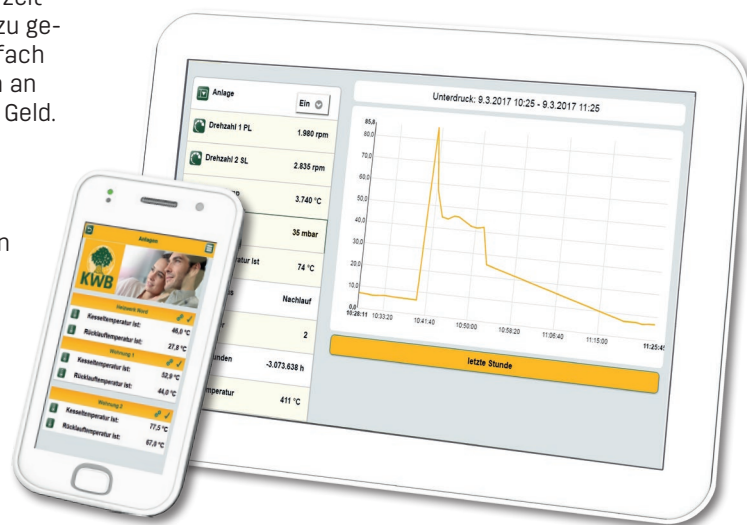 zeit
zu ge-
fach
an
Geld.
Anlage
Ein
Drehzahl 1 PL
1.980 rpm
Drehzahl 2 SL
2.835 rpm
3.740 °C
35 mbar
74 °C
Nachlauf
2
-3.073.638 h
411 °C
Unterdruck: 9.3.2017 10:25 - 9.3.2017 11:25
85,8
80,0
70,0
60,0
50,0
40,0
30,0
20,0
10,0
0,0
10:28:11 10:33:20 10:41:40 10:50:00 10:58:20 11:06:40 11:15:00 11:25:45
letzte Stunde
Anlagen
KWB
Heizwerk Nord
Kesseltemperatur Ist: 46,0 °C
Rücklauftemperatur Ist: 27,8 °C
Wohnung 1
Kesseltemperatur Ist: 52,9 °C
Rücklauftemperatur Ist: 44,0 °C
Wohnung 2
Kesseltemperatur Ist: 77,5 °C
Rücklauftemperatur Ist: 67,0 °C